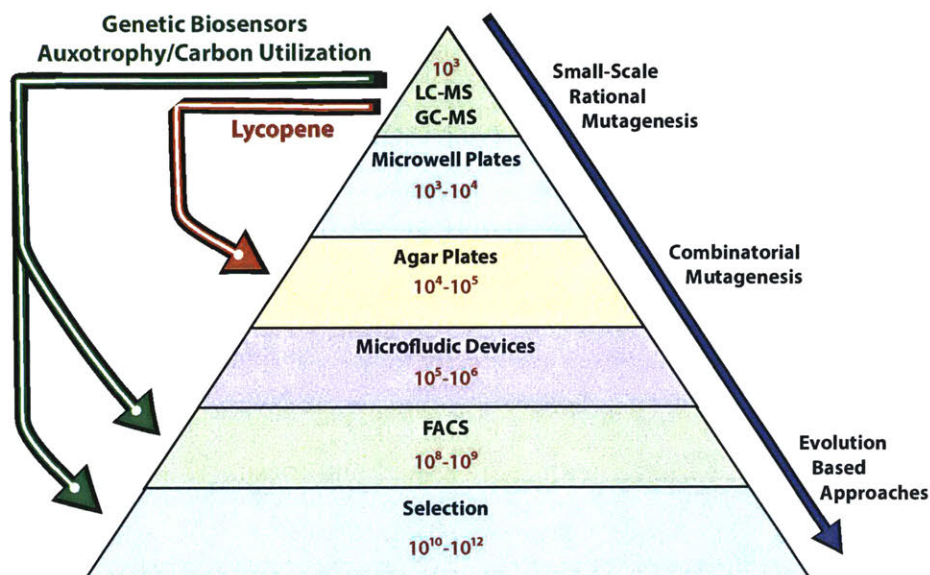 Genetic Biosensors
Auxotrophy/Carbon Utilization
Lycopene
10³
LC-MS
GC-MS
Microwell Plates
10³-10⁴
Agar Plates
10⁴-10⁵
Microfludic Devices
10⁵-10⁶
FACS
10⁸-10⁹
Selection
10¹⁰-10¹²
Small-Scale
Rational
Mutagenesis
Combinatorial
Mutagenesis
Evolution
Based
Approaches